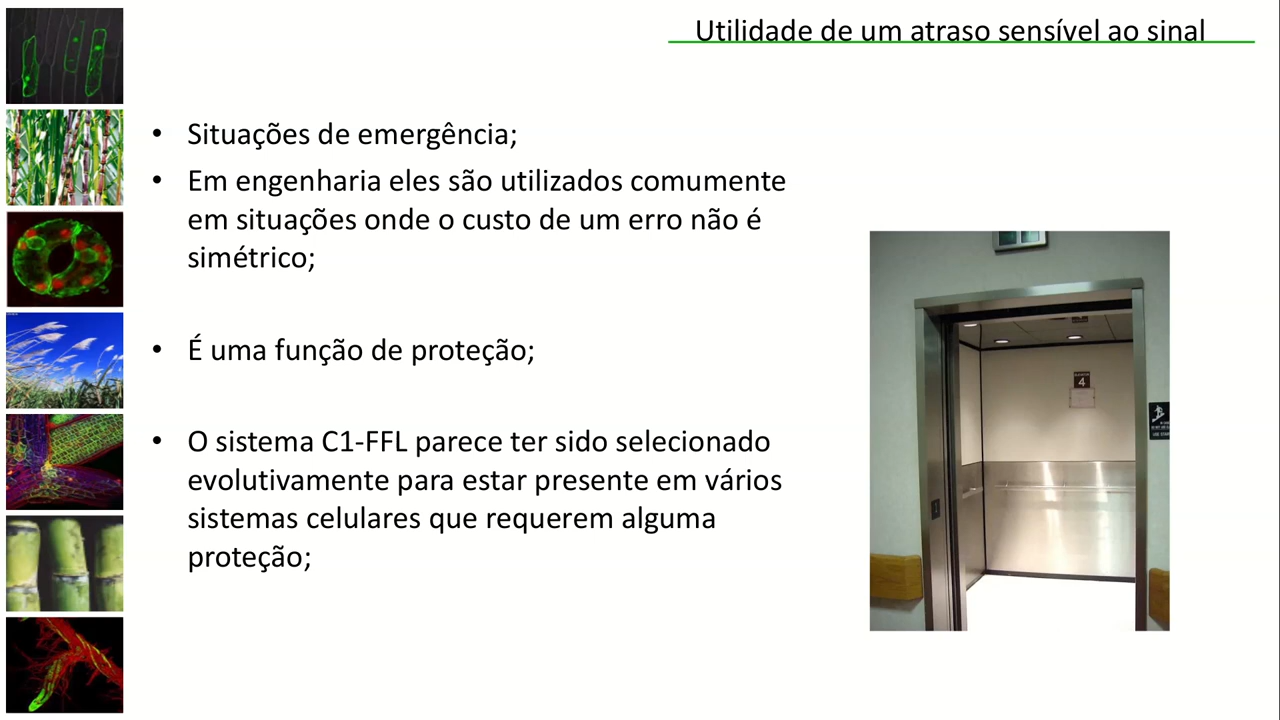 Utilidade de um atraso sensível ao sinal
• Situações de emergência;
• Em engenharia eles são utilizados comumente
em situações onde o custo de um erro não é
simétrico;
• É uma função de proteção;
• O sistema C1-FFL parece ter sido selecionado
evolutivamente para estar presente em vários
sistemas celulares que requerem alguma
proteção;
4